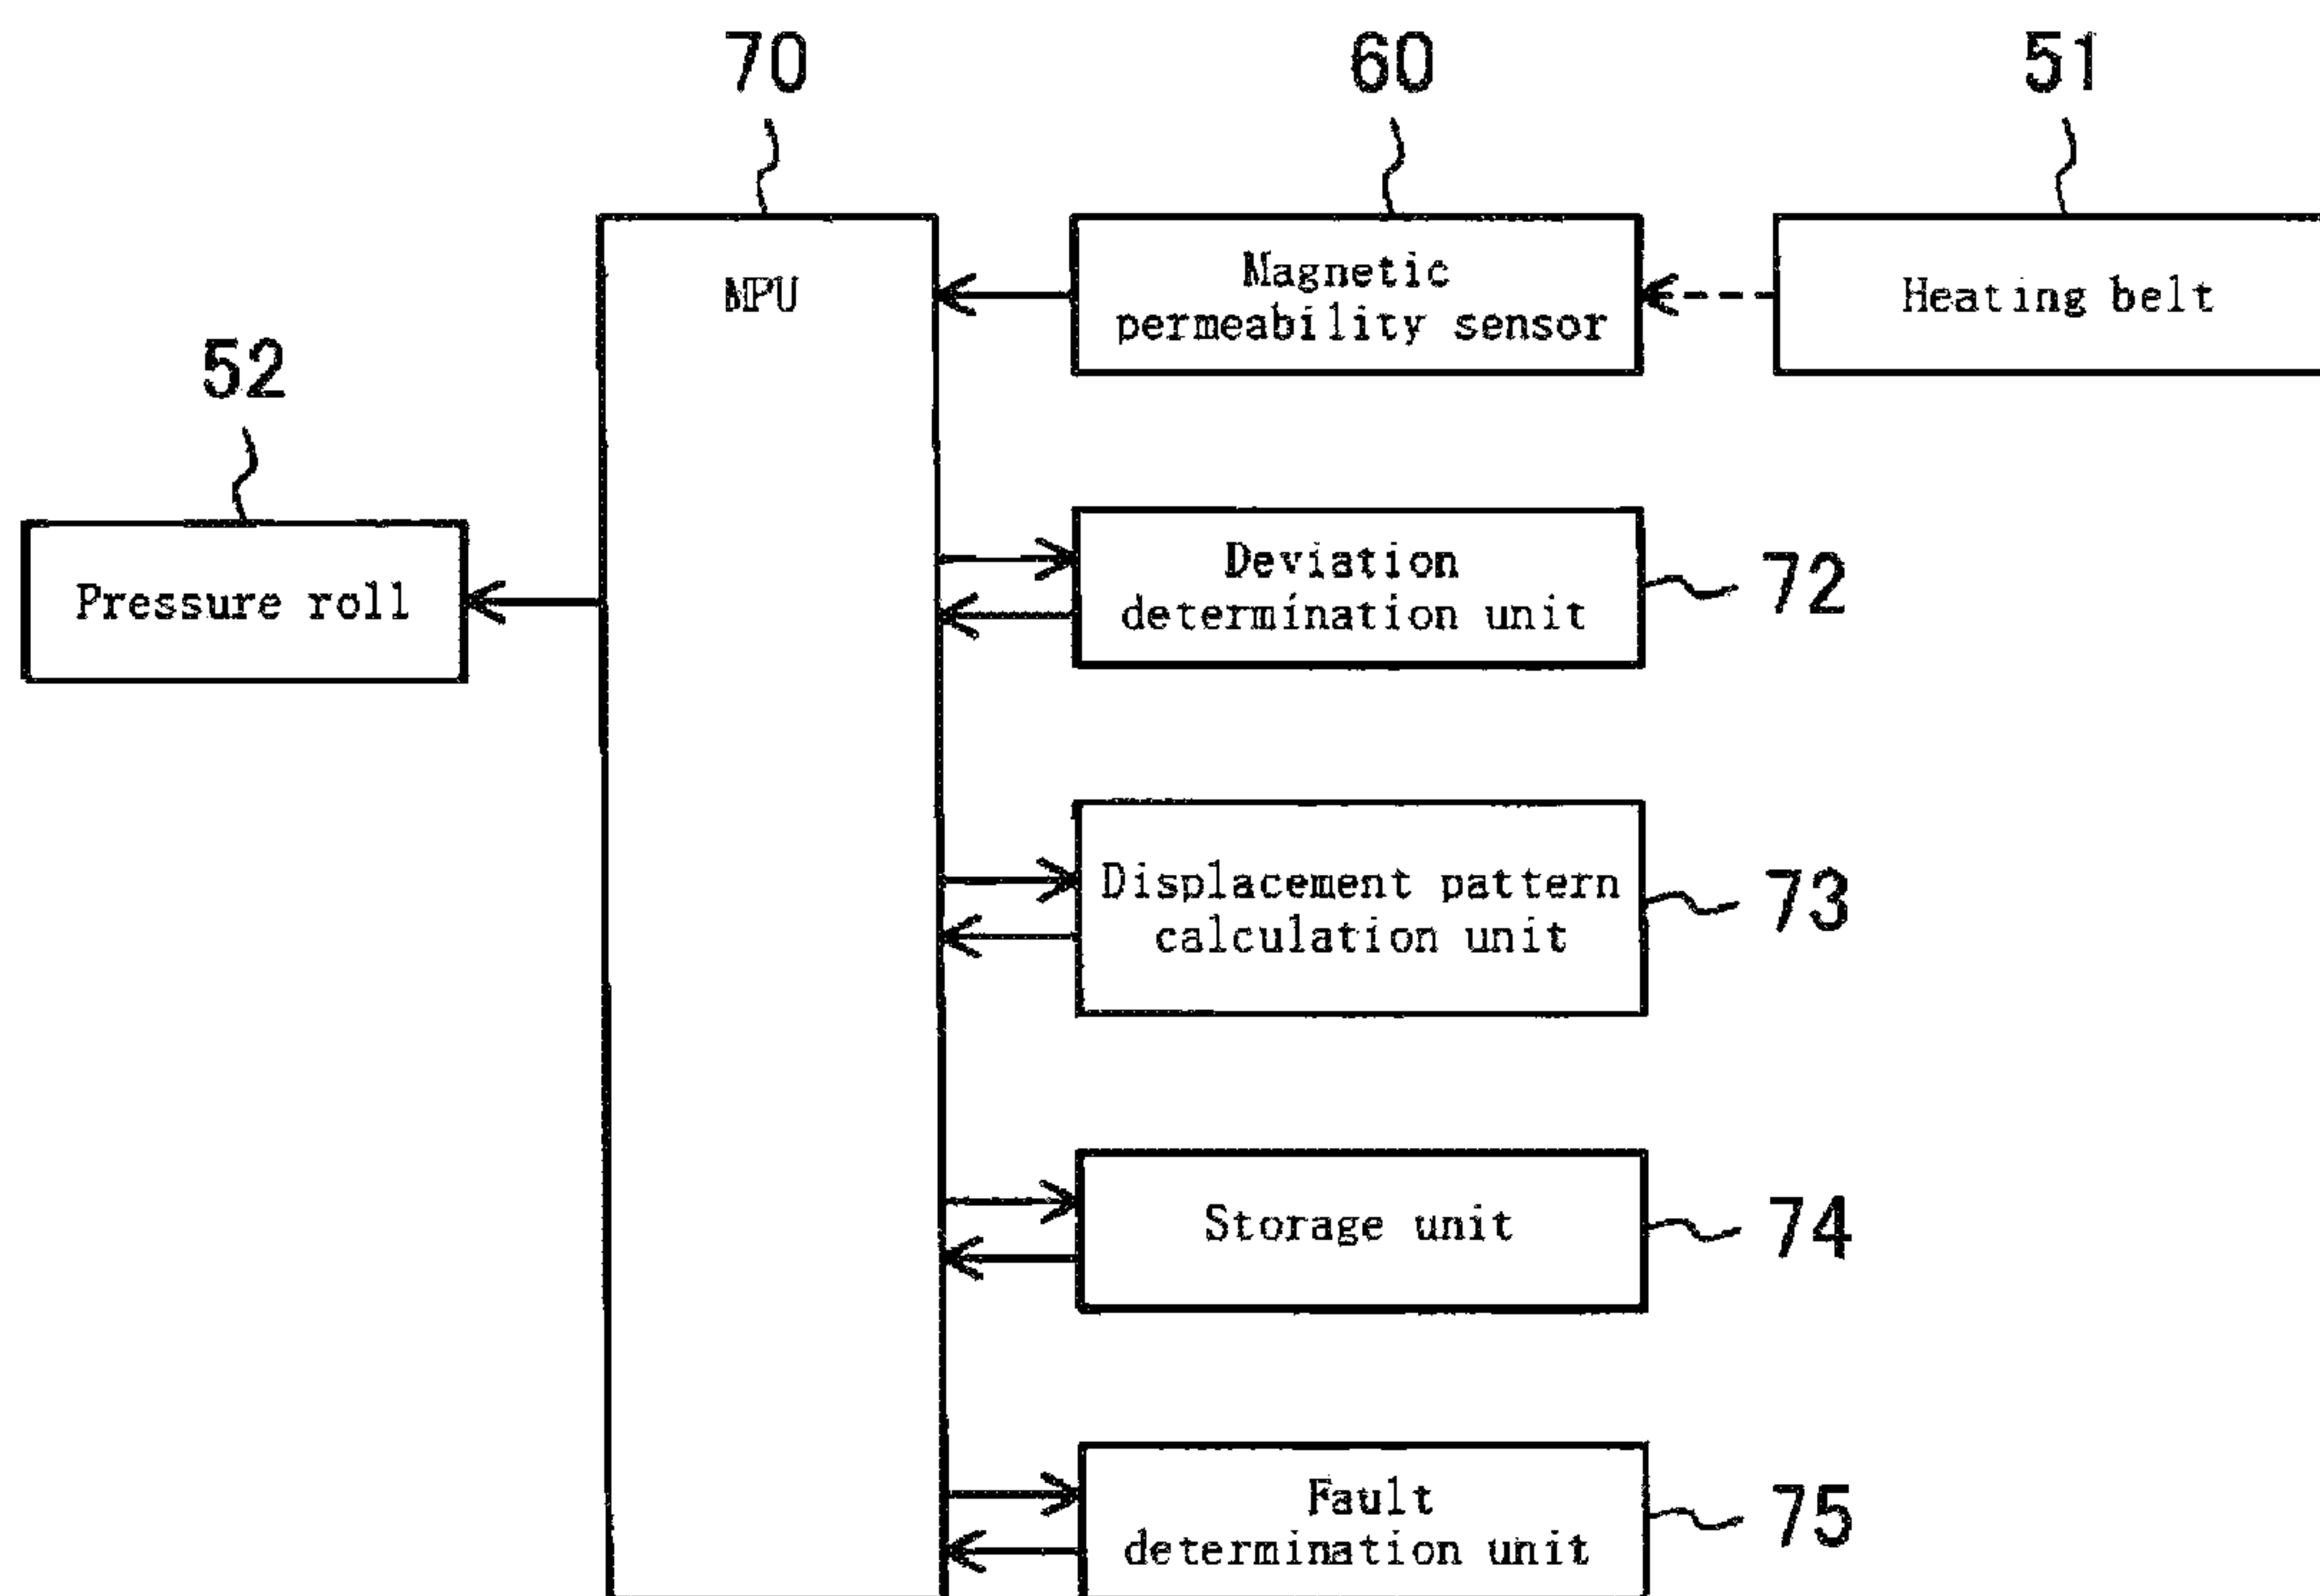 70
60
51
MPU
Magnetic
permeability sensor
Heating belt
52
Pressure roll
Deviation
determination unit
72
Displacement pattern
calculation unit
73
Storage unit
74
Fault
determination unit
75